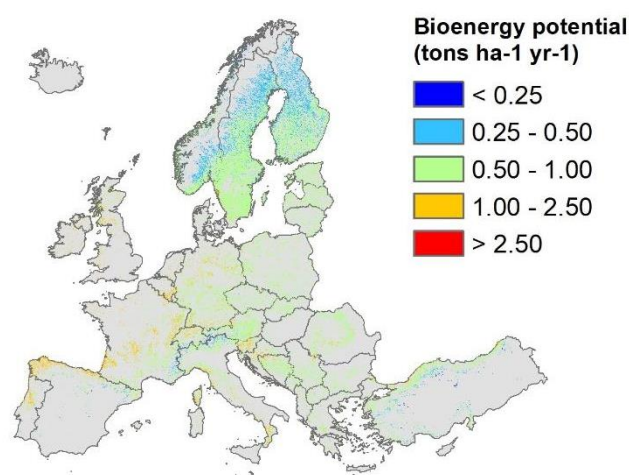 Bioenergy potential
(tons ha-1 yr-1)
< 0.25
0.25 - 0.50
0.50 - 1.00
1.00 - 2.50
> 2.50